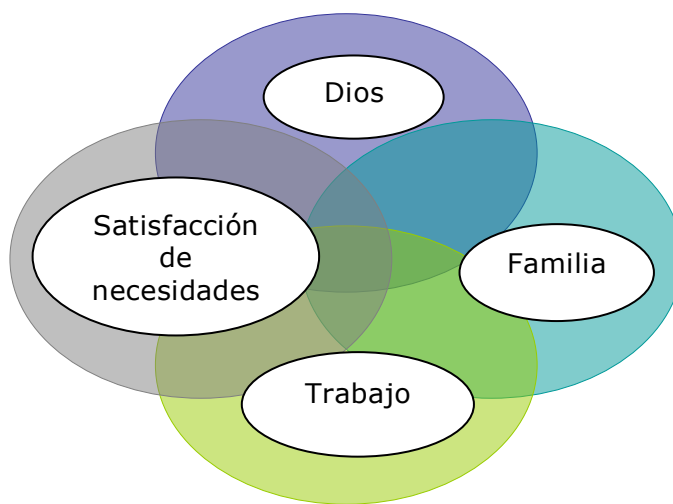 Dios
Satisfacción
de
necesidades
Familia
Trabajo